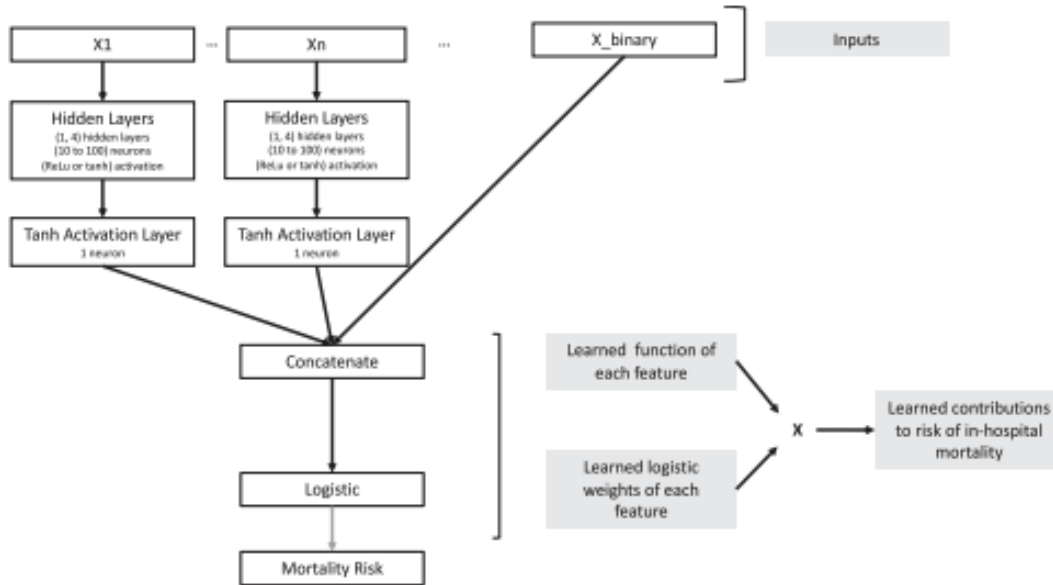 X1
...
Xn
...
X_binary
Inputs
Hidden Layers
(1, 4) hidden layers
(10 to 100) neurons
(ReLu or tanh) activation
Hidden Layers
(1, 4) hidden layers
(10 to 100) neurons
(ReLu or tanh) activation
Tanh Activation Layer
1 neuron
Tanh Activation Layer
1 neuron
Concatenate
Logistic
Mortality Risk
Learned function of
each feature
Learned logistic
weights of each
feature
X
Learned contributions
to risk of in-hospital
mortality